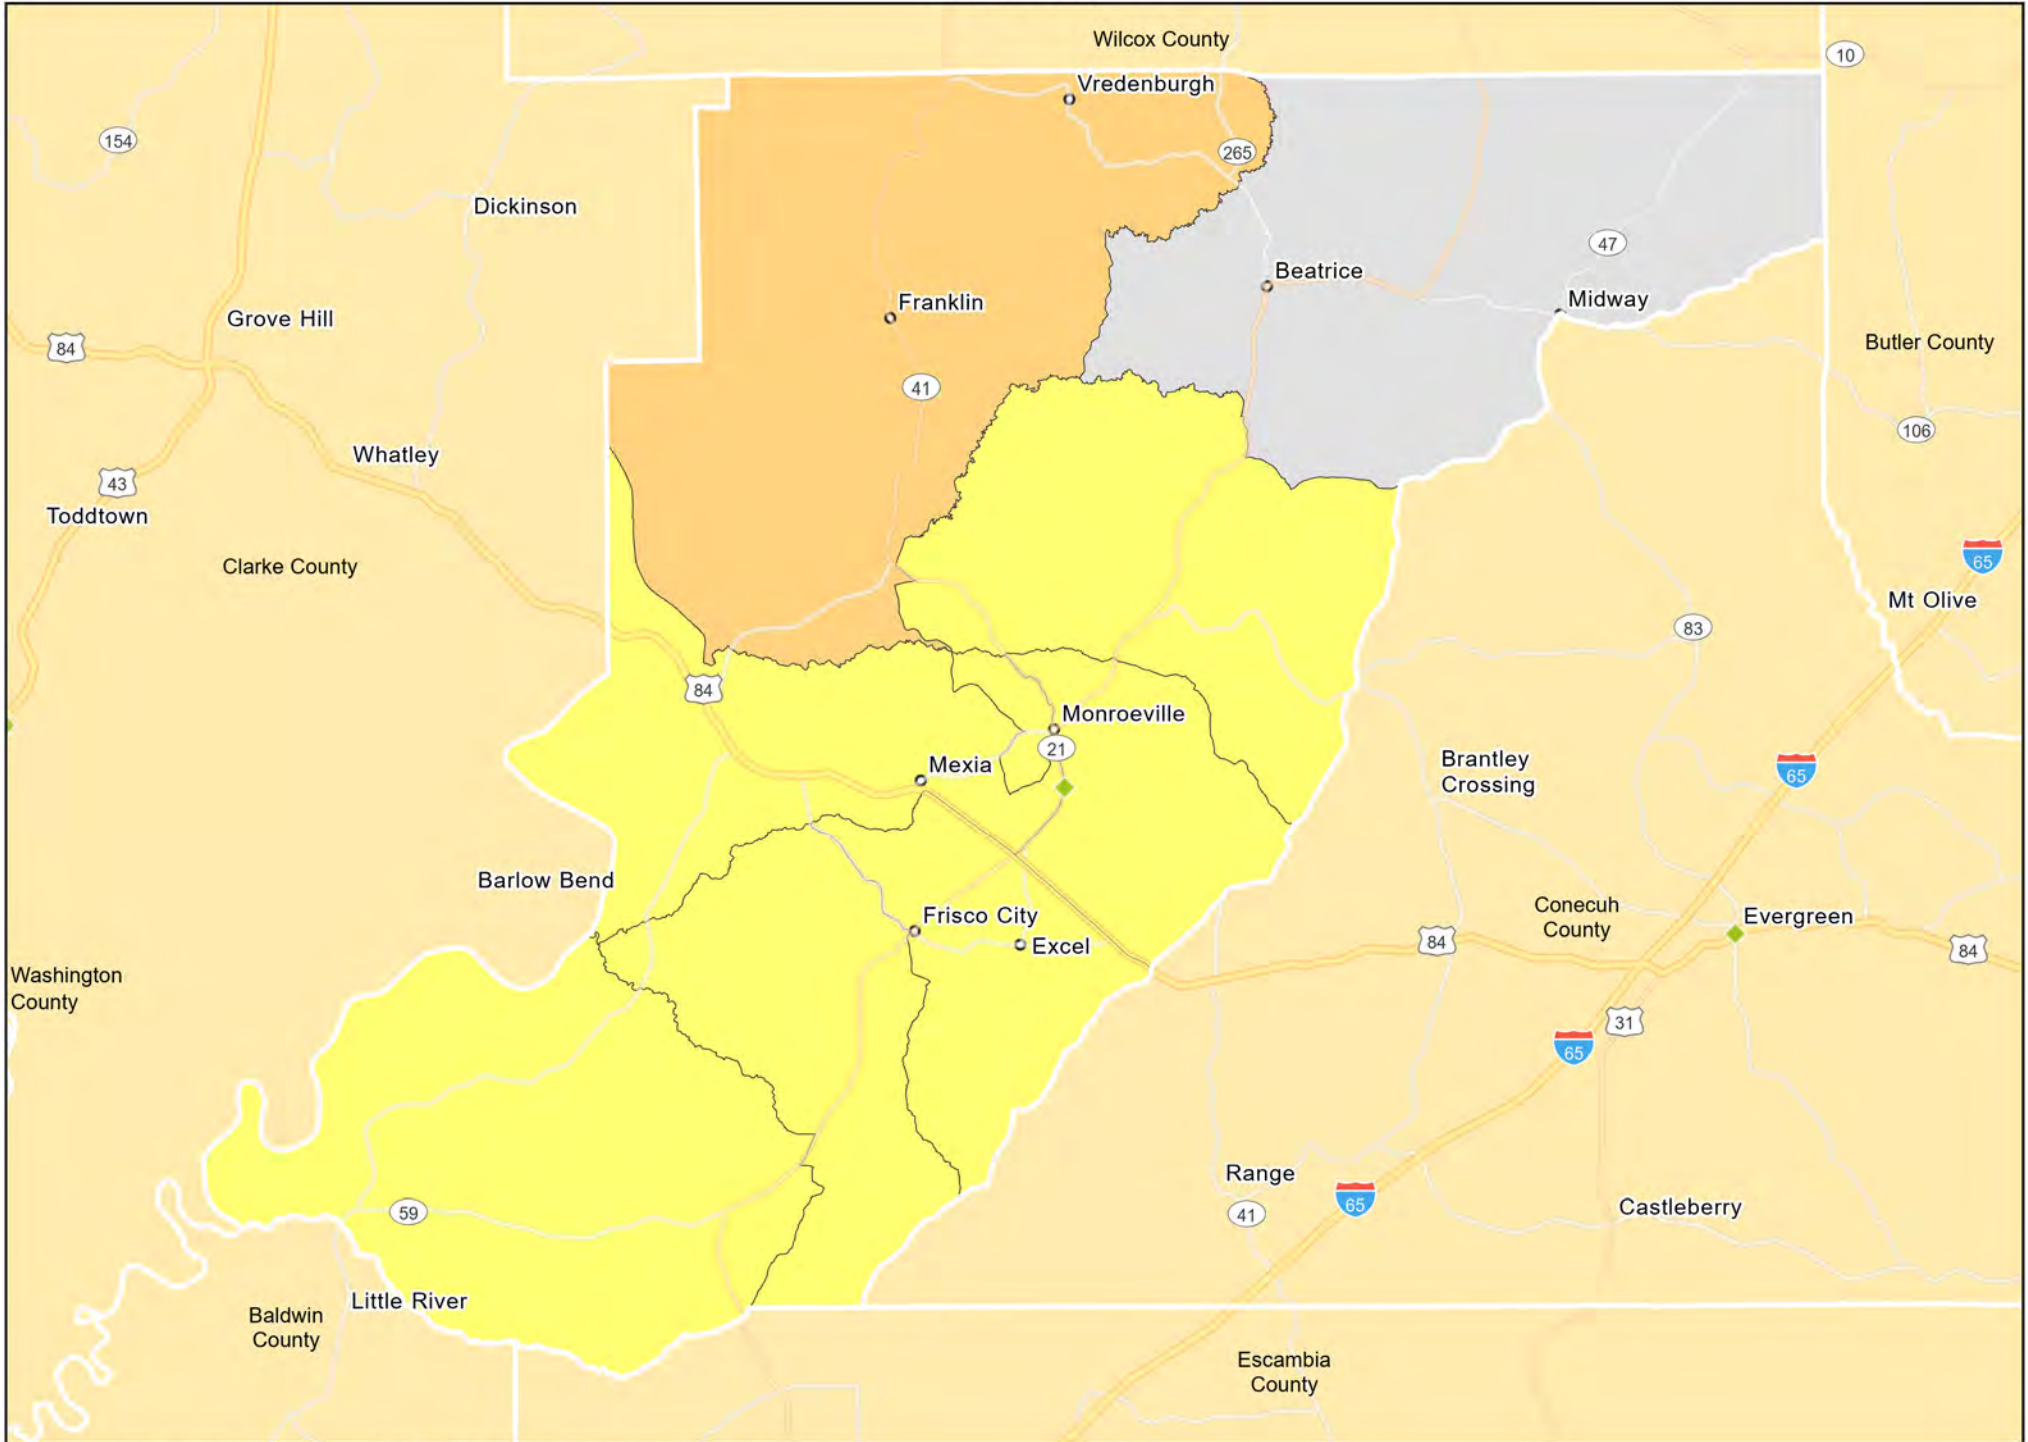 Wilcox County
10
Vredenburgh
154
265
Dickinson
47
Beatrice
Midway
Franklin
Grove Hill
84
Butler County
41
106
Whatley
43
Toddtown
65
Clarke County
Mt Olive
83
84
Monroeville
21
Mexia
Brantley
Crossing
65
Barlow Bend
Conecuh
County
Frisco City
Evergreen
Excel
84
84
Washington
County
31
65
Range
65
41
Castleberry
59
Little River
Baldwin
County
Escambia
County